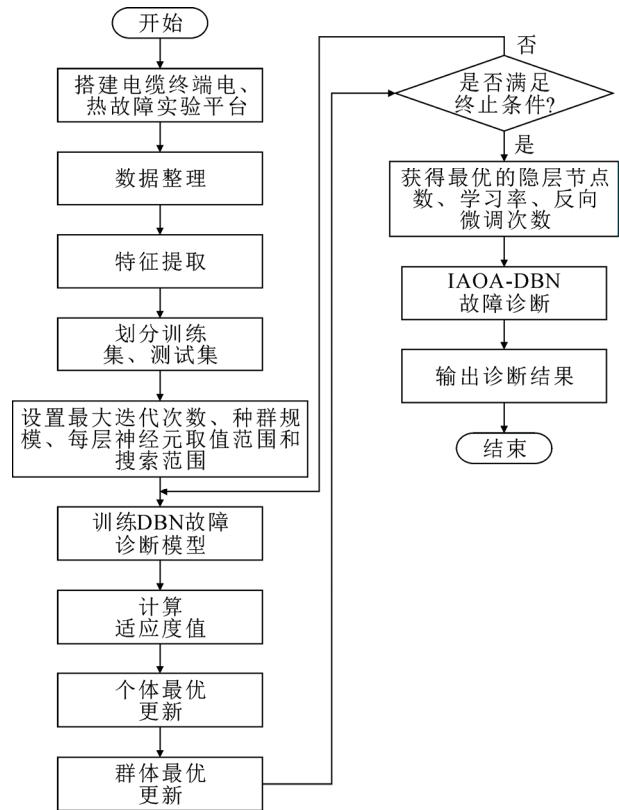 开始
搭建电缆终端电、
热故障实验平台
数据整理
特征提取
划分训练
集、测试集
设置最大迭代次数、种群规
模、每层神经元取值范围和
搜索范围
训练DBN故障
诊断模型
计算
适应度值
个体最优
更新
群体最优
更新
否
是否满足
终止条件?
是
获得最优的隐层节点
数、学习率、反向
微调次数
IAOA-DBN
故障诊断
输出诊断结果
结束